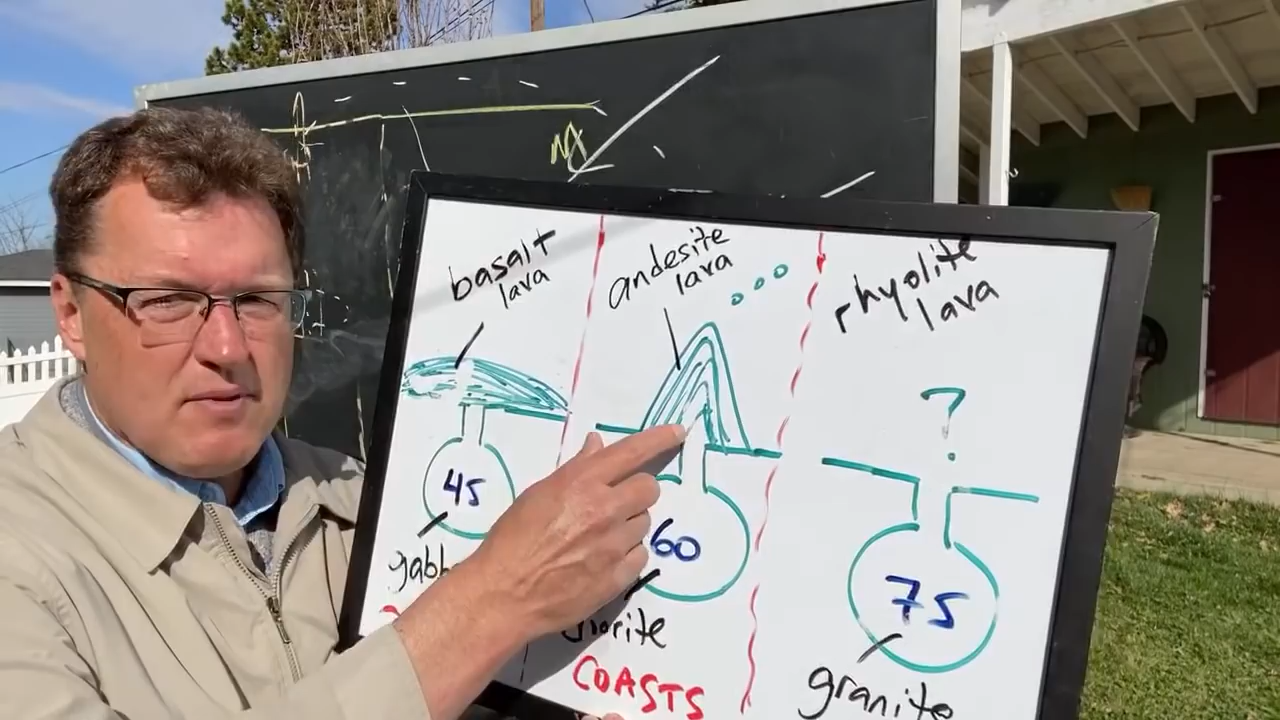 basalt
lava
andesite
lava
rhyolite
lava
?
45
60
75
granite
COASTS